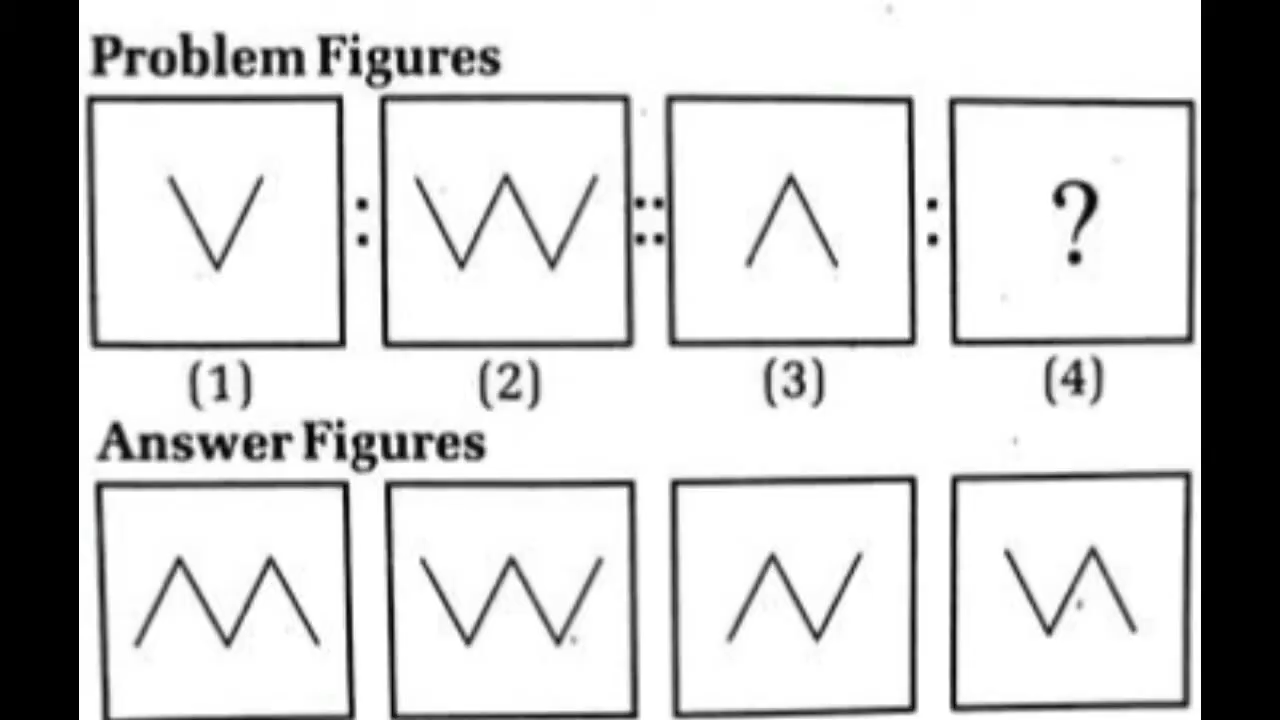 Problem Figures
: :: : ?
(1) (2) (3) (4)
Answer Figures